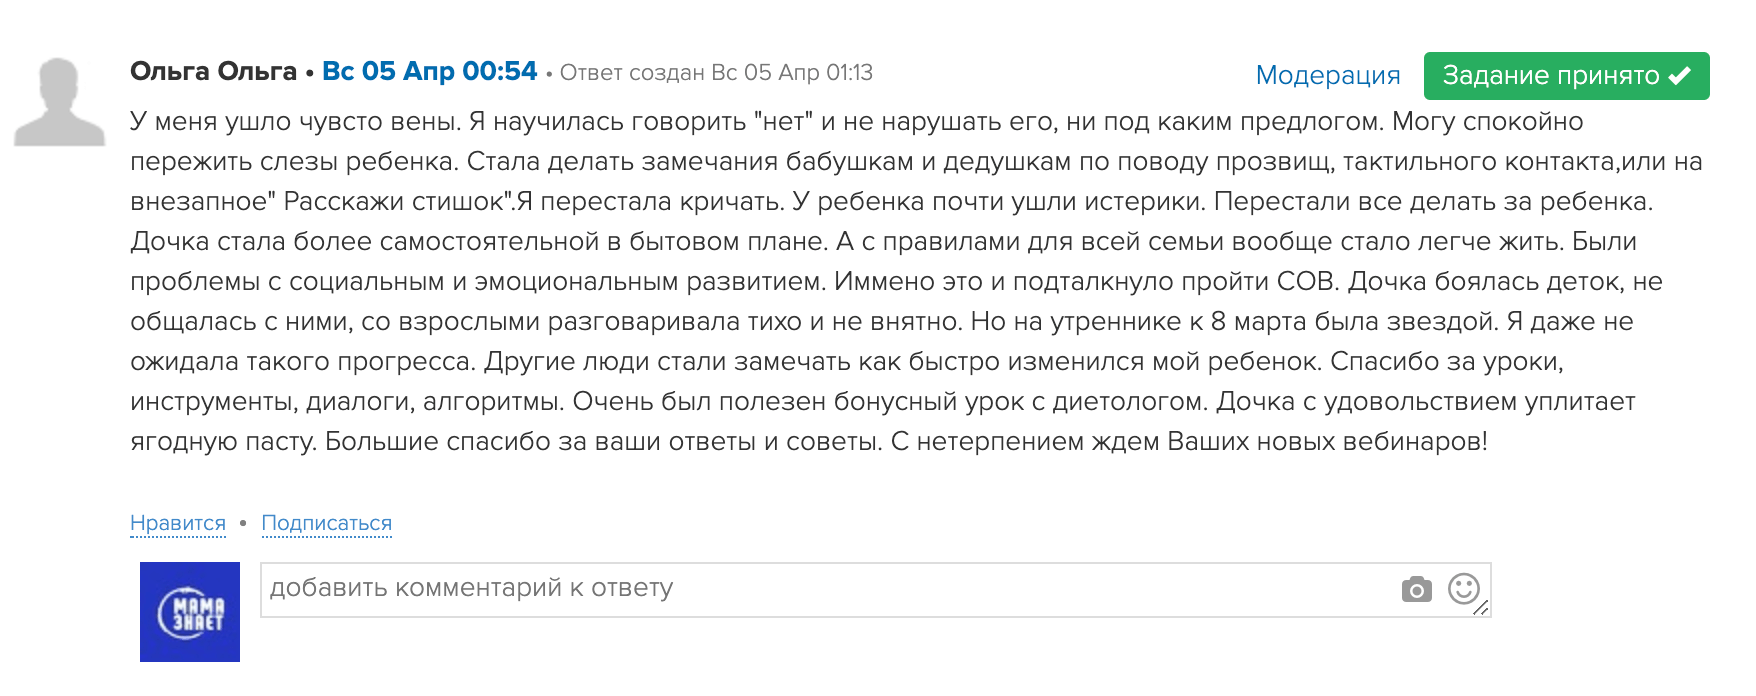 Ольга Ольга • Вс 05 Апр 00:54 • Ответ создан Вс 05 Апр 01:13
Модерация
Задание принято
У меня ушло чувсто вены. Я научилась говорить "нет" и не нарушать его, ни под каким предлогом. Могу спокойно
пережить слезы ребенка. Стала делать замечания бабушкам и дедушкам по поводу прозвищ, тактильного контакта,или на
внезапное" Расскажи стишок".Я перестала кричать. У ребенка почти ушли истерики. Перестали все делать за ребенка.
Дочка стала более самостоятельной в бытовом плане. А с правилами для всей семьи вообще стало легче жить. Были
проблемы с социальным и эмоциональным развитием. Иммено это и подталкнуло пройти СОВ. Дочка боялась деток, не
общалась с ними, со взрослыми разговаривала тихо и не внятно. Но на утреннике к 8 марта была звездой. Я даже не
ожидала такого прогресса. Другие люди стали замечать как быстро изменился мой ребенок. Спасибо за уроки,
инструменты, диалоги, алгоритмы. Очень был полезен бонусный урок с диетологом. Дочка с удовольствием уплитает
ягодную пасту. Большие спасибо за ваши ответы и советы. С нетерпением ждем Ваших новых вебинаров!
Нравится • Подписаться
МАМА
ЗНАЕТ
добавить комментарий к ответу